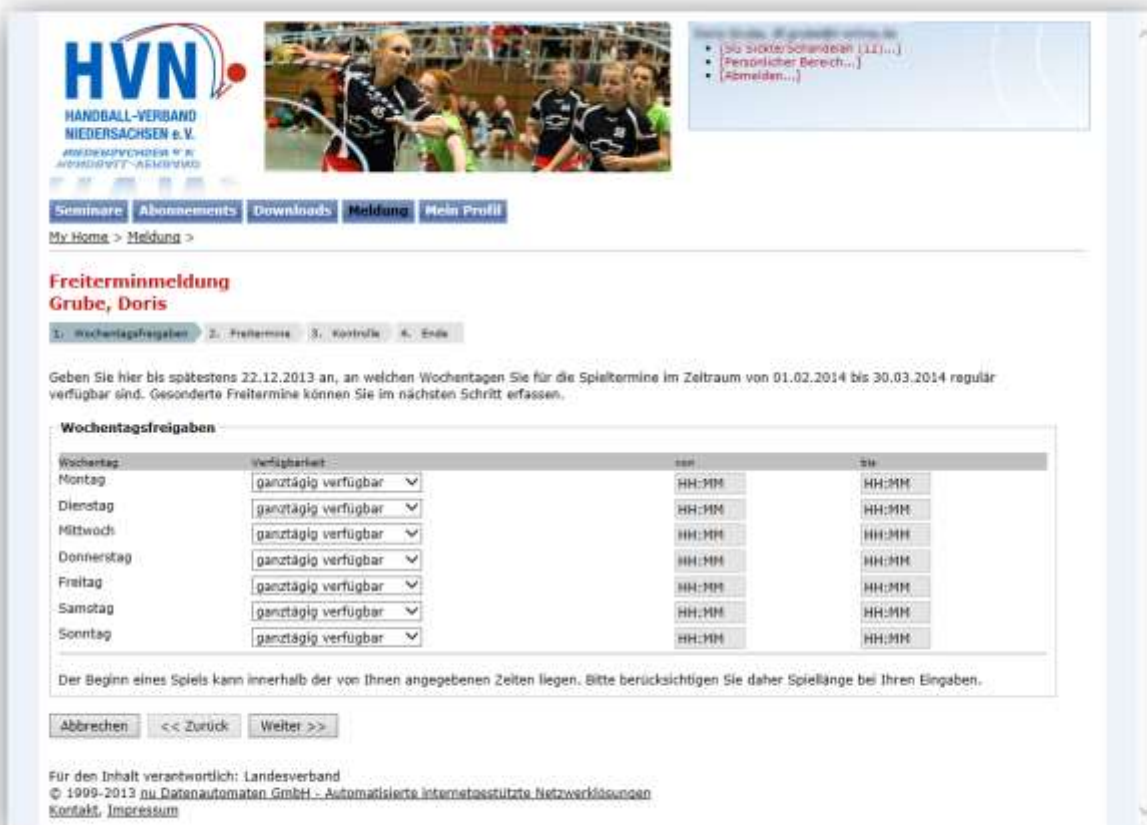 HVN
HANDBALL-VERBAND
NIEDERSACHSEN e.V.
[SG Sickte/Schandelah (12)...]
[Persönlicher Bereich...]
[Abmelden...]
Seminare Abonnements Downloads Meldung Mein Profil
My Home > Meldung >
Freiterminmeldung
Grube, Doris
1. Wochentagsfreigaben 2. Freitermine 3. Kontrolle 4. Ende
Geben Sie hier bis spätestens 22.12.2013 an, an welchen Wochentagen Sie für die Spieltermine im Zeitraum von 01.02.2014 bis 30.03.2014 regulär
verfügbar sind. Gesonderte Freitermine können Sie im nächsten Schritt erfassen.
Wochentagsfreigaben
Wochentag Verfügbarkeit von bis
Montag ganztägig verfügbar HH:MM HH:MM
Dienstag ganztägig verfügbar HH:MM HH:MM
Mittwoch ganztägig verfügbar HH:MM HH:MM
Donnerstag ganztägig verfügbar HH:MM HH:MM
Freitag ganztägig verfügbar HH:MM HH:MM
Samstag ganztägig verfügbar HH:MM HH:MM
Sonntag ganztägig verfügbar HH:MM HH:MM
Der Beginn eines Spiels kann innerhalb der von Ihnen angegebenen Zeiten liegen. Bitte berücksichtigen Sie daher Spiellänge bei Ihren Eingaben.
Abbrechen << Zurück Weiter >>
Für den Inhalt verantwortlich: Landesverband
© 1999-2013 nu Datenautomaten GmbH - Automatisierte internetgestützte Netzwerklösungen
Kontakt, Impressum